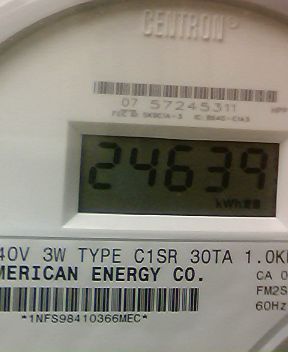 CENTRON®
07 57245311
24639
kWh
40V 3W TYPE C1SR 30TA 1.0K
MERICAN ENERGY CO.
CA 0
FM2S
60Hz
*1NFS98410366MEC*